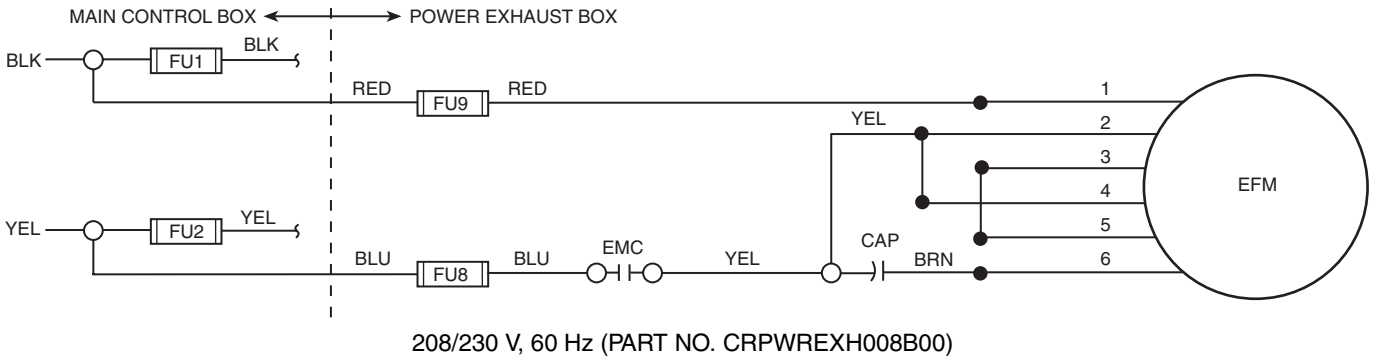 MAIN CONTROL BOX POWER EXHAUST BOX
BLK FU1 BLK
RED FU9 RED 1
YEL 2
3
EFM
4
YEL FU2 YEL
5
BLU FU8 BLU EMC YEL CAP BRN 6
208/230 V, 60 Hz (PART NO. CRPWREXH008B00)